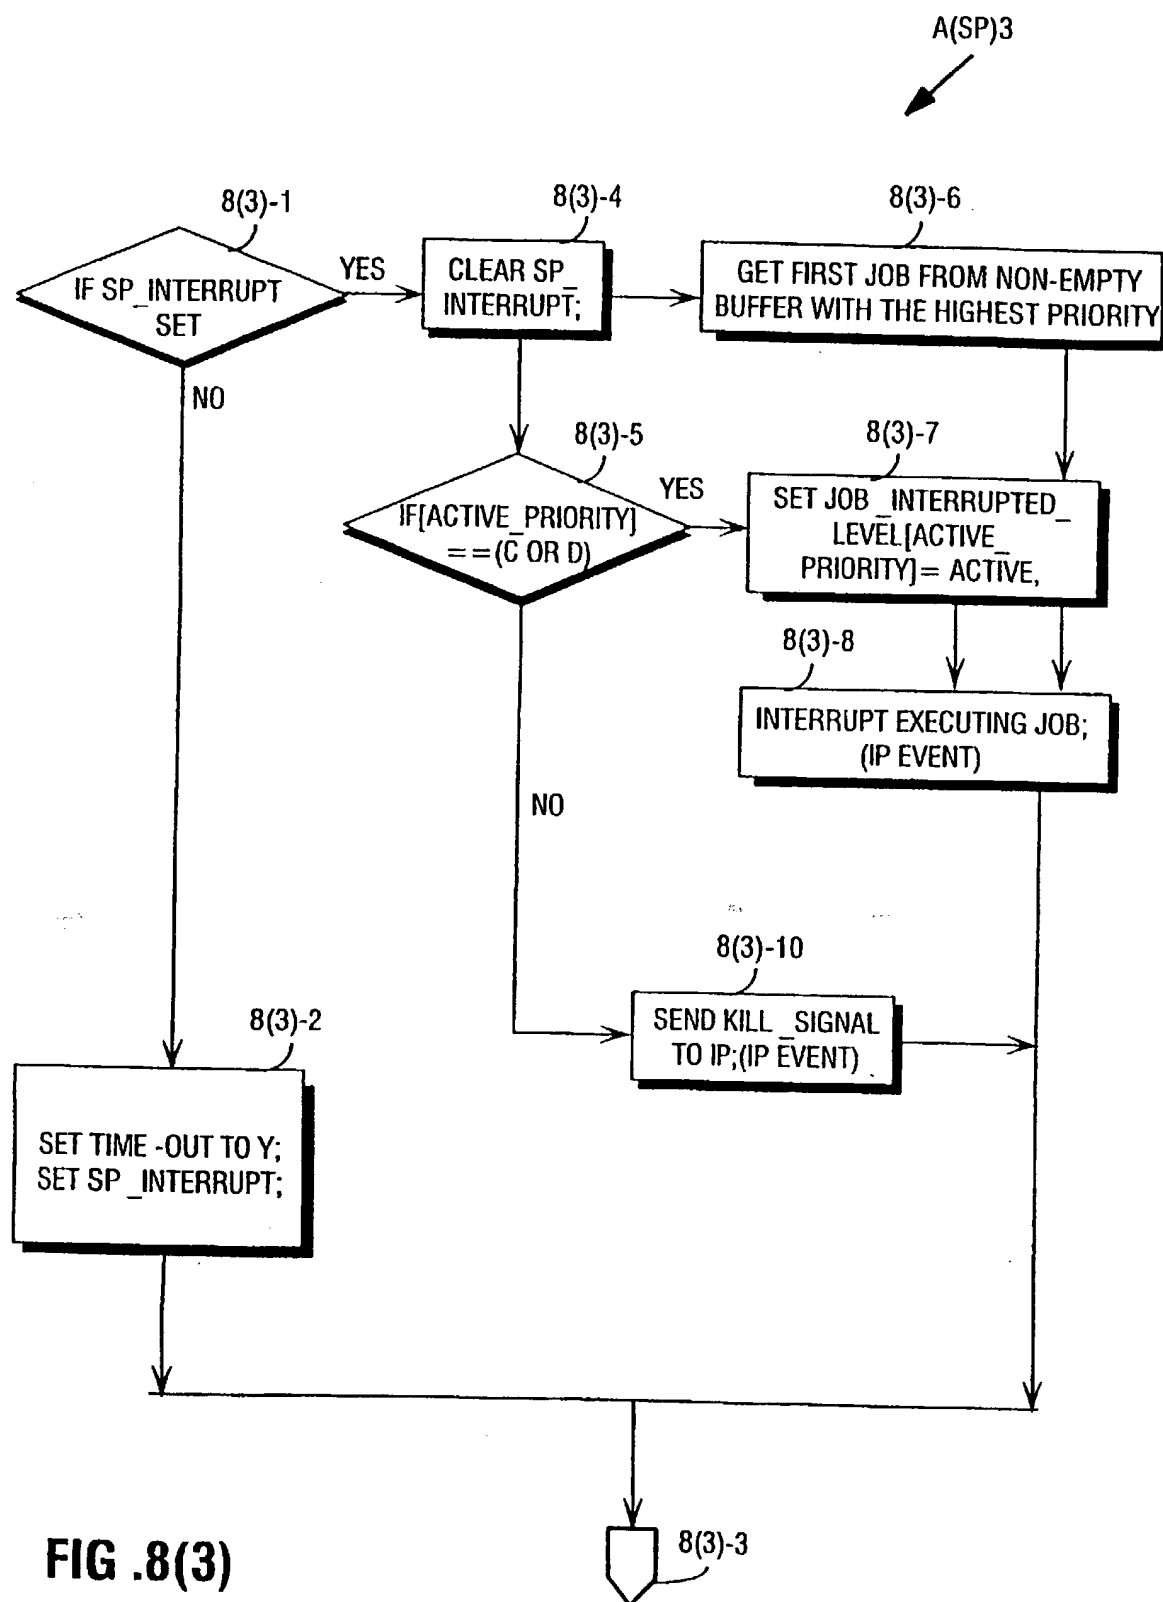 A(SP)3
8(3)-1
8(3)-4
8(3)-6
IF SP_INTERRUPT
SET
YES
CLEAR SP_
INTERRUPT;
GET FIRST JOB FROM NON-EMPTY
BUFFER WITH THE HIGHEST PRIORITY
NO
8(3)-5
8(3)-7
IF[ACTIVE_PRIORITY]
==(C OR D)
YES
SET JOB_INTERRUPTED_
LEVEL[ACTIVE_
PRIORITY]= ACTIVE,
8(3)-8
INTERRUPT EXECUTING JOB;
(IP EVENT)
NO
8(3)-10
SEND KILL_SIGNAL
TO IP;(IP EVENT)
8(3)-2
SET TIME-OUT TO Y;
SET SP_INTERRUPT;
8(3)-3
FIG.8(3)